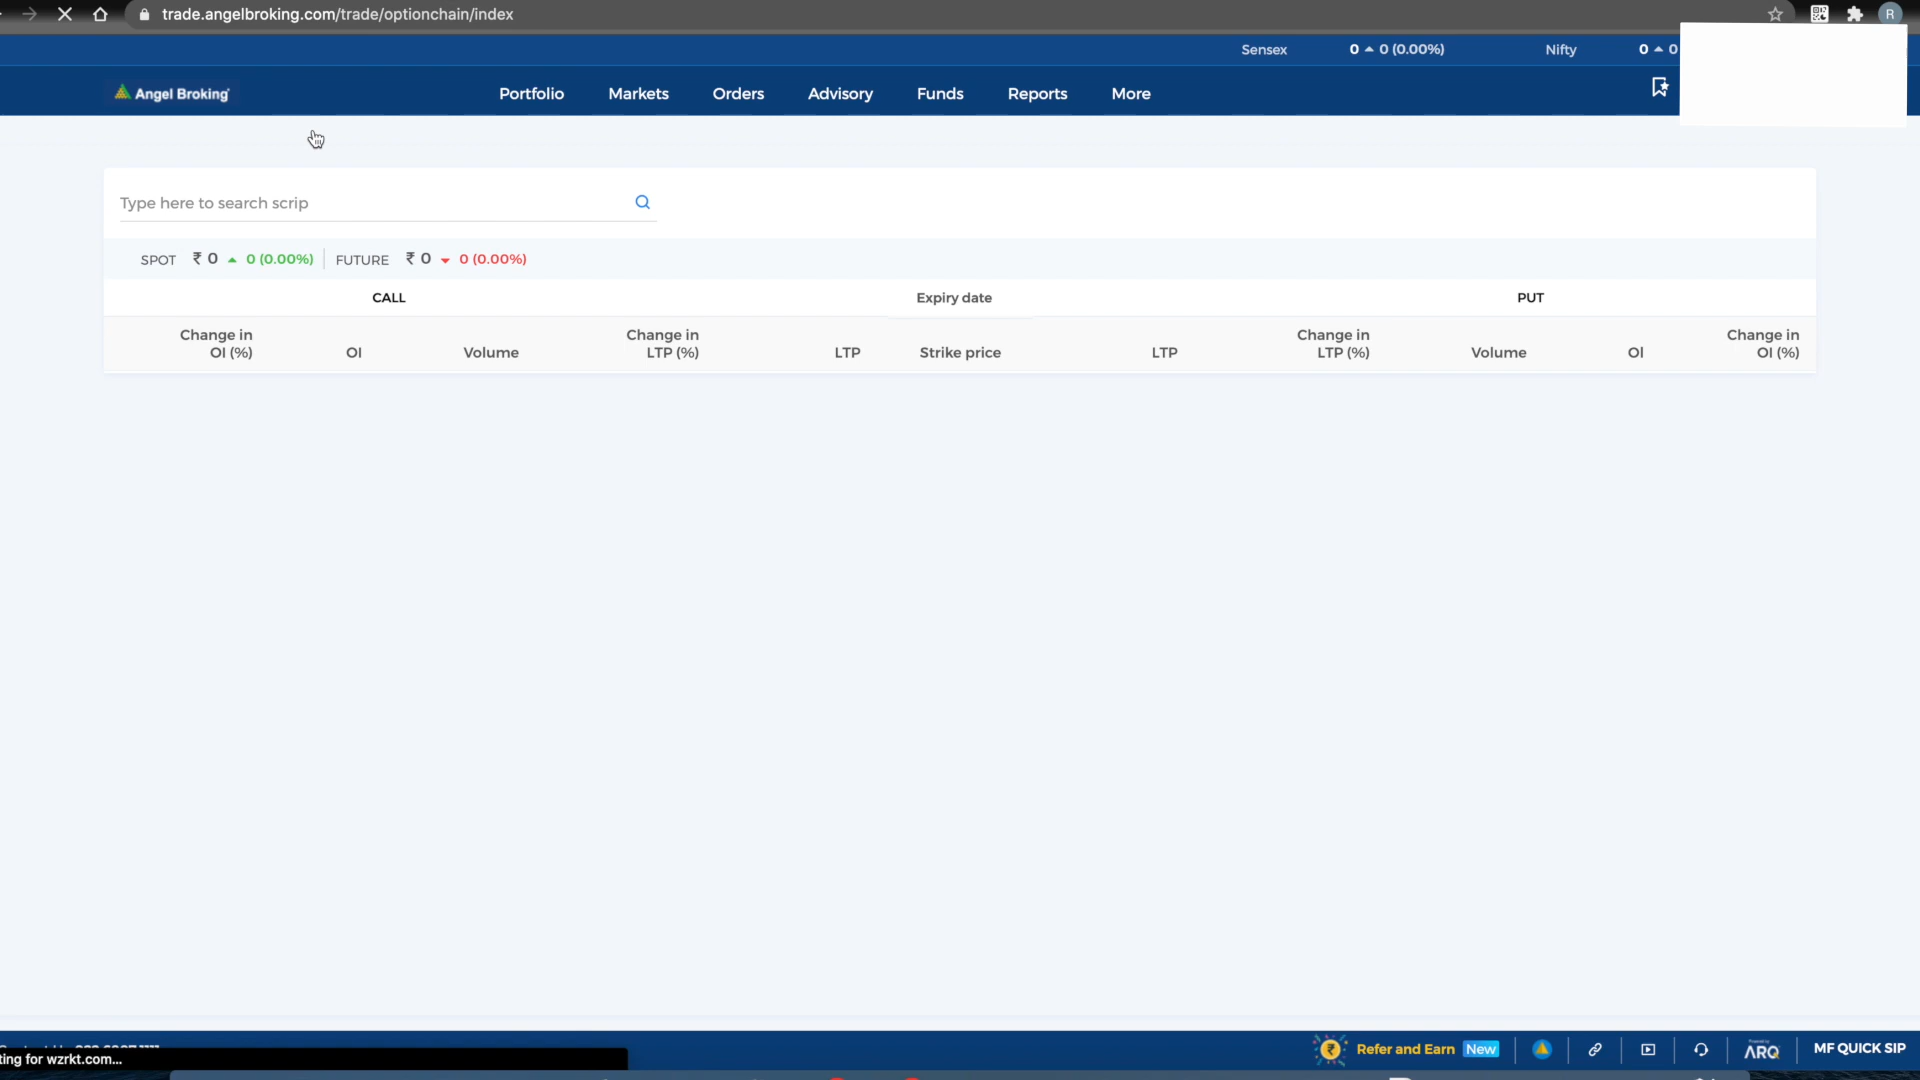 trade.angelbroking.com/trade/optionchain/index
R
Sensex 0 0 (0.00%) Nifty 0 0
Angel Broking Portfolio Markets Orders Advisory Funds Reports More
Type here to search scrip
SPOT ₹ 0 0 (0.00%) FUTURE ₹ 0 0 (0.00%)
CALL Expiry date PUT
Change in OI (%) OI Volume Change in LTP (%) LTP Strike price LTP Change in LTP (%) Volume OI Change in OI (%)
Refer and Earn New ARQ MF QUICK SIP
ting for wzrkt.com...